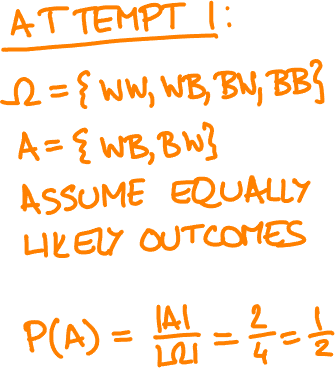 ATTEMPT 1:
Ω = { WW, WB, BW, BB}
A = { WB, BW}
ASSUME EQUALLY
LIKELY OUTCOMES
P(A) = |A|/|Ω| = 2/4 = 1/2